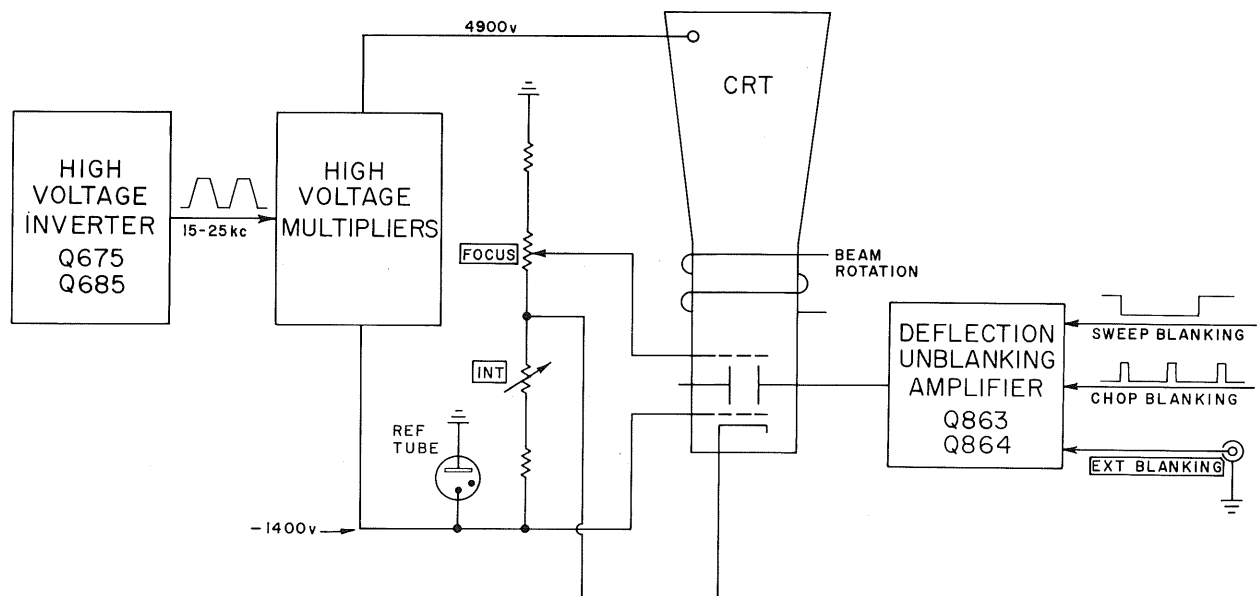 4900v
CRT
HIGH
VOLTAGE
INVERTER
Q675
Q685
15-25kc
HIGH
VOLTAGE
MULTIPLIERS
FOCUS
BEAM
ROTATION
INT
REF
TUBE
-1400v
DEFLECTION
UNBLANKING
AMPLIFIER
Q863
Q864
SWEEP BLANKING
CHOP BLANKING
EXT BLANKING